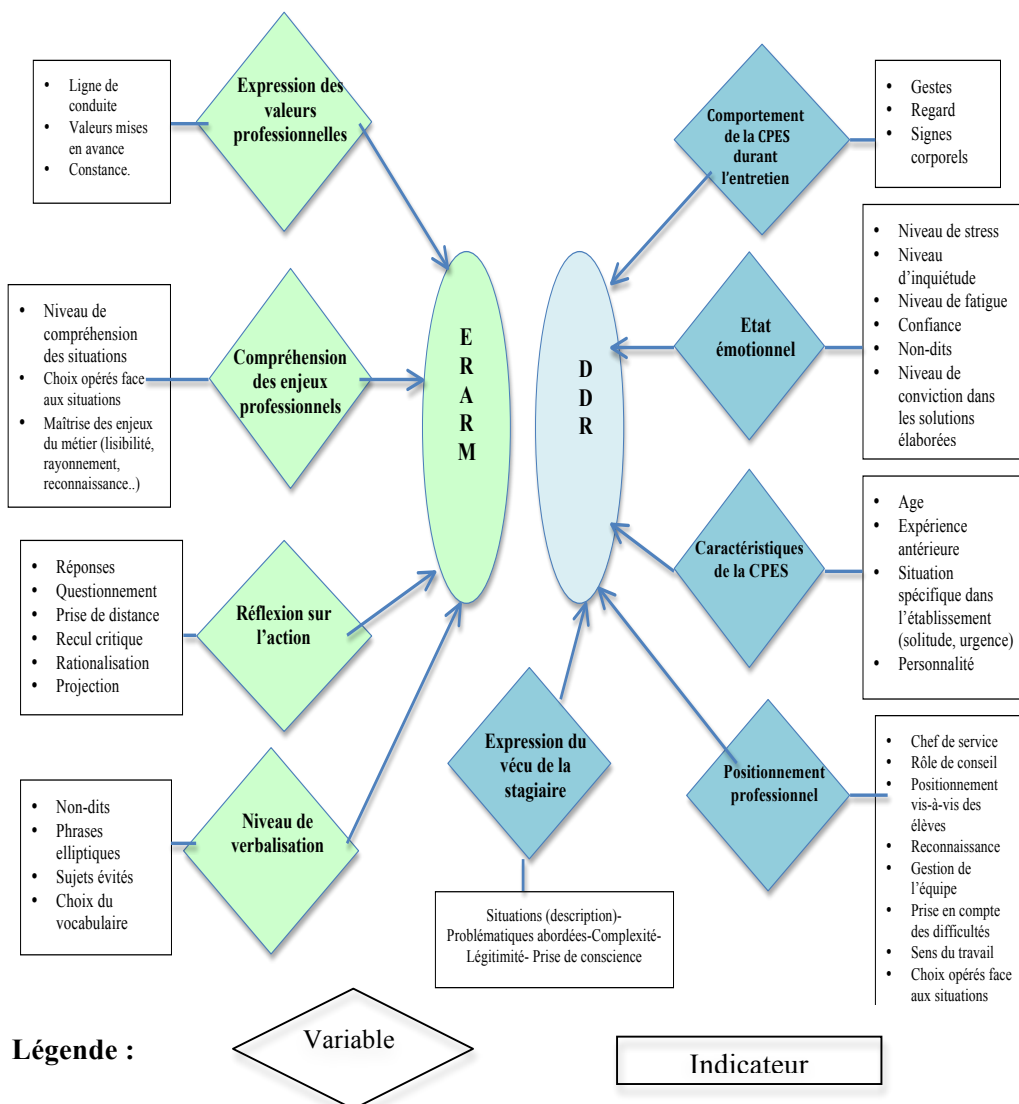 • Ligne de
conduite
• Valeurs mises
en avance
• Constance.
Expression des
valeurs
professionnelles
• Niveau de
compréhension
des situations
• Choix opérés face
aux situations
• Maîtrise des enjeux
du métier (lisibilité,
rayonnement,
reconnaissance..)
Compréhension
des enjeux
professionnels
• Réponses
• Questionnement
• Prise de distance
• Recul critique
• Rationalisation
• Projection
Réflexion sur
l'action
• Non-dits
• Phrases
elliptiques
• Sujets évités
• Choix du
vocabulaire
Niveau de
verbalisation
E
R
A
R
M
D
D
R
Comportement
de la CPES
durant
l'entretien
• Gestes
• Regard
• Signes
corporels
Etat
émotionnel
• Niveau de stress
• Niveau
d'inquiétude
• Niveau de fatigue
• Confiance
• Non-dits
• Niveau de
conviction dans
les solutions
élaborées
Caractéristiques
de la CPES
• Age
• Expérience
antérieure
• Situation
spécifique dans
l'établissement
(solitude, urgence)
• Personnalité
Expression du
vécu de la
stagiaire
Situations (description)-
Problématiques abordées-Complexité-
Légitimité- Prise de conscience
Positionnement
professionnel
• Chef de service
• Rôle de conseil
• Positionnement
vis-à-vis des
élèves
• Reconnaissance
• Gestion de
l'équipe
• Prise en compte
des difficultés
• Sens du travail
• Choix opérés face
aux situations
Légende :
Variable
Indicateur